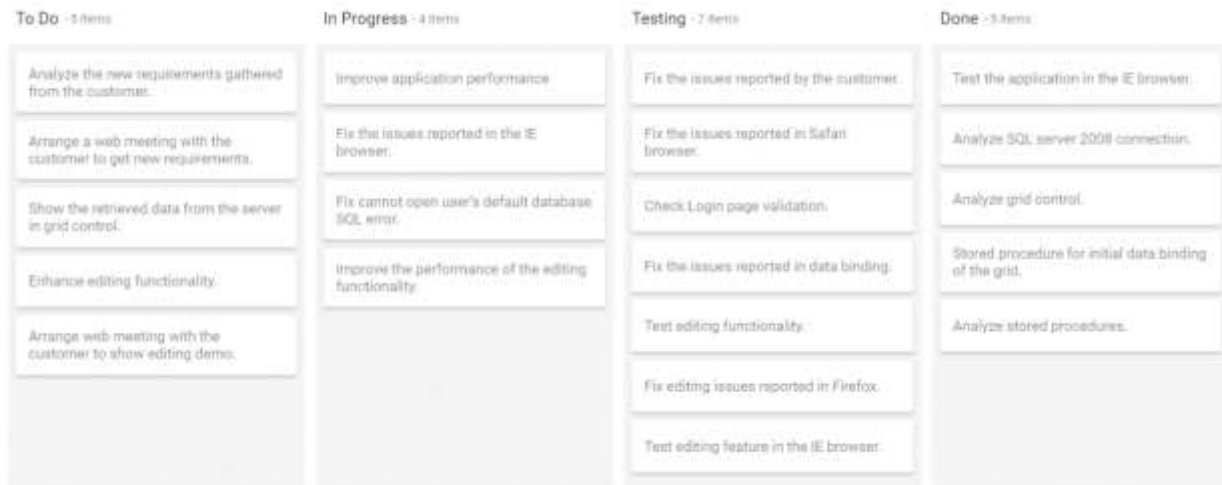 To Do - 5 items
Analyze the new requirements gathered
from the customer.
Arrange a web meeting with the
customer to get new requirements.
Show the retrieved data from the server
in grid control.
Enhance editing functionality.
Arrange web meeting with the
customer to show editing demo.
In Progress - 4 items
Improve application performance
Fix the issues reported in the IE
browser.
Fix cannot open user's default database
SQL error.
Improve the performance of the editing
functionality.
Testing - 7 items
Fix the issues reported by the customer.
Fix the issues reported in Safari
browser.
Check Login page validation.
Fix the issues reported in data binding.
Test editing functionality.
Fix editing issues reported in Firefox.
Test editing feature in the IE browser.
Done - 5 items
Test the application in the IE browser.
Analyze SQL server 2008 connection.
Analyze grid control.
Stored procedure for initial data binding
of the grid.
Analyze stored procedures.